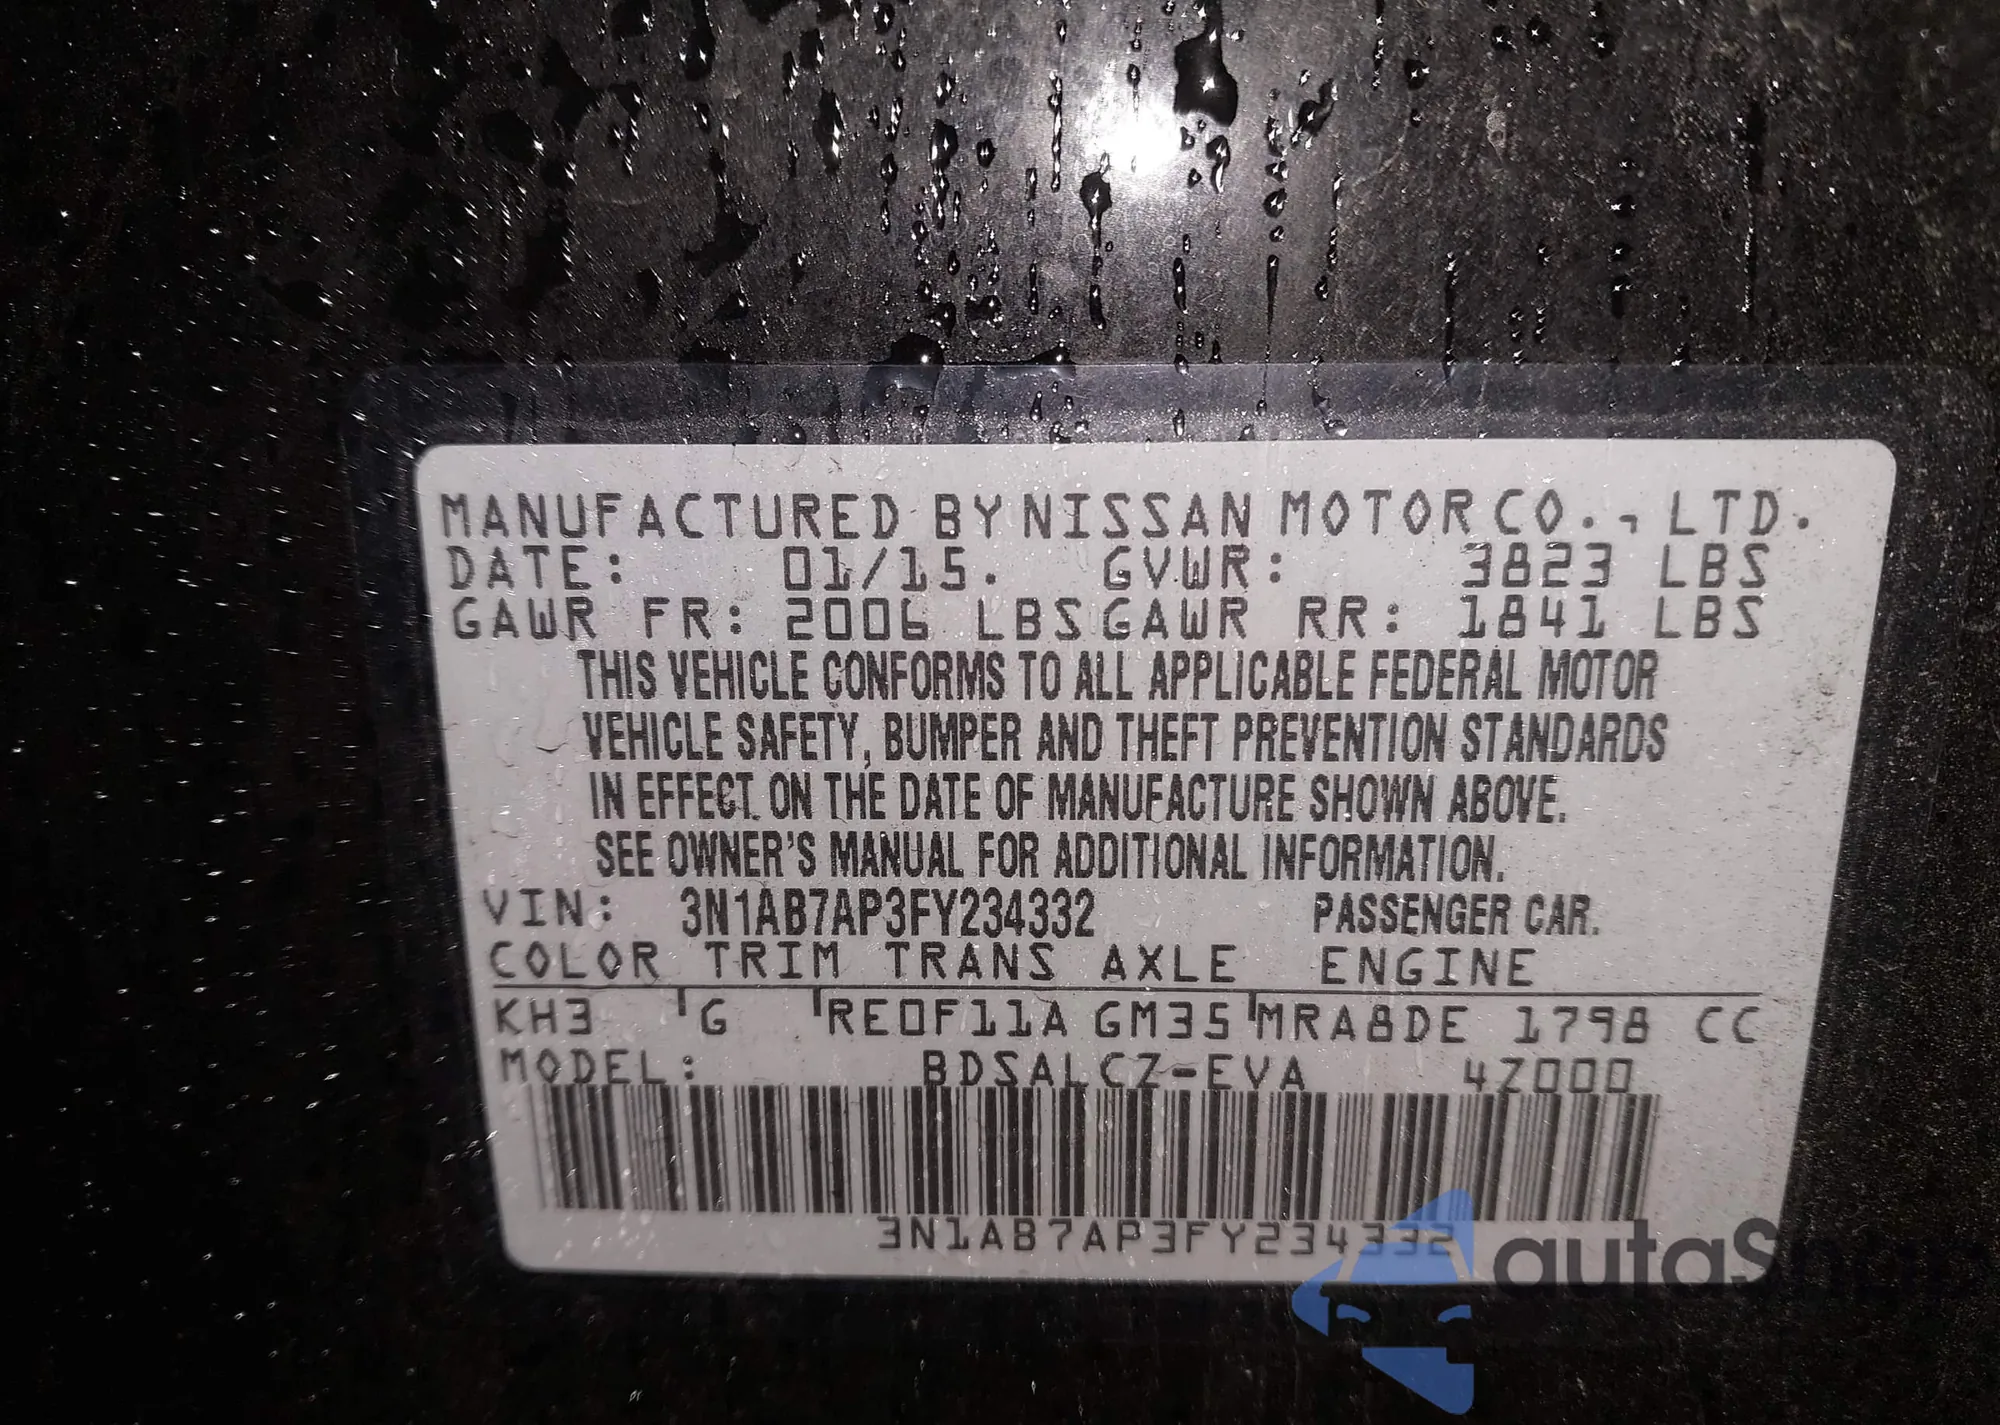 MANUFACTURED BY NISSAN MOTOR CO., LTD.
DATE: 01/15. GVWR: 3823 LBS
GAWR FR: 2006 LBS GAWR RR: 1841 LBS
THIS VEHICLE CONFORMS TO ALL APPLICABLE FEDERAL MOTOR
VEHICLE SAFETY, BUMPER AND THEFT PREVENTION STANDARDS
IN EFFECT ON THE DATE OF MANUFACTURE SHOWN ABOVE.
SEE OWNER'S MANUAL FOR ADDITIONAL INFORMATION.
VIN: 3N1AB7AP3FY234332 PASSENGER CAR.
COLOR TRIM TRANS AXLE ENGINE
KH3 G RE0F11A GM35 MRA8DE 1798 CC
MODEL: BDSALCZ-EVA 4Z000
3N1AB7AP3FY234332